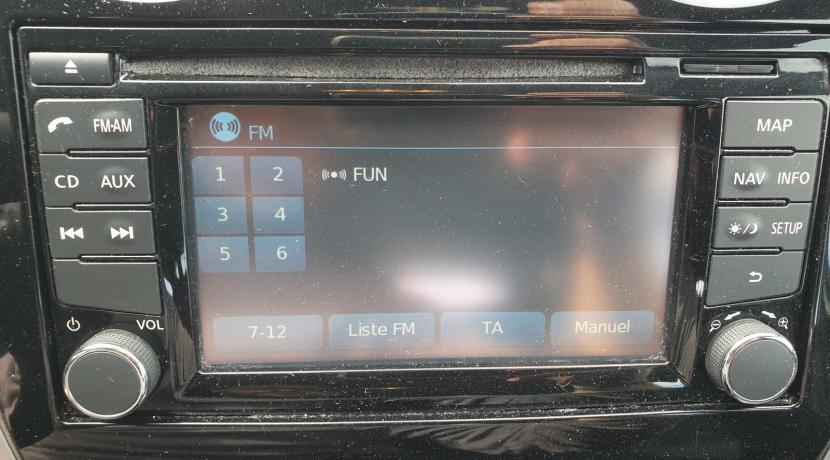 FM·AM
MAP
FM
1 2 FUN
CD AUX
NAV INFO
3 4
SETUP
5 6
VOL
7-12 Liste FM TA Manuel